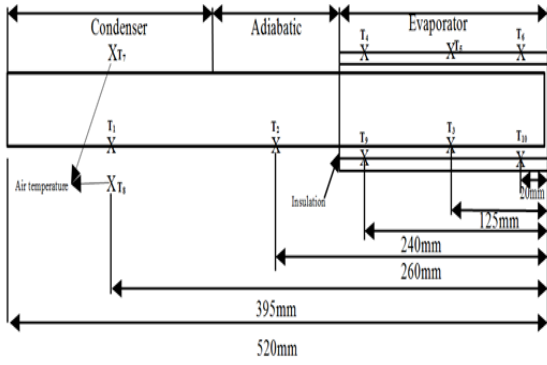 Condenser Adiabatic Evaporator
T4 T5 T6
T7
T1 T2 T9 T3 T10
Air temperature T8 Insulation 20mm
125mm
240mm
260mm
395mm
520mm